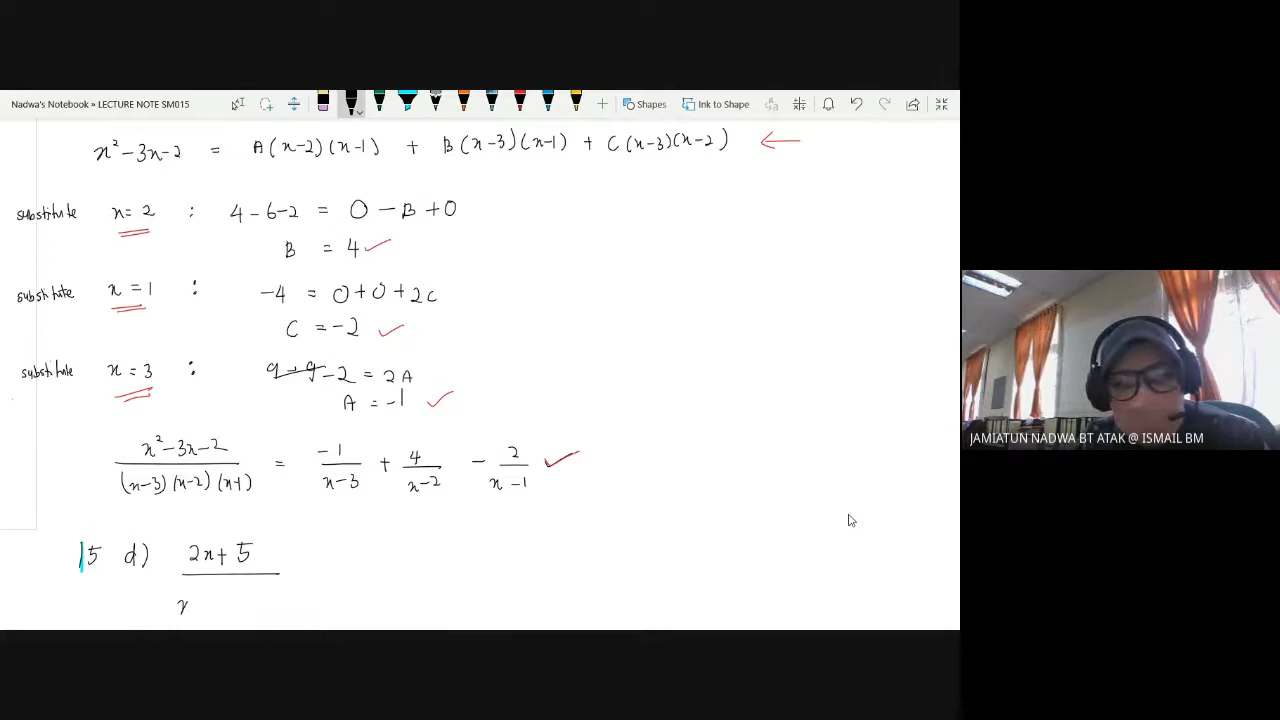 Nadwa's Notebook » LECTURE NOTE SM015
Shapes
Ink to Shape
x² - 3x - 2 = A(x-2)(x-1) + B(x-3)(x-1) + C(x-3)(x-2) ←
substitute x = 2 : 4 - 6 - 2 = 0 - B + 0
B = 4 ✓
substitute x = 1 : -4 = 0 + 0 + 2C
C = -2 ✓
substitute x = 3 : 9 - 9 - 2 = 2A
A = -1 ✓
x² - 3x - 2 / (x-3)(x-2)(x-1) = -1 / x-3 + 4 / x-2 - 2 / x-1 ✓
15 d) 2x + 5
x
JAMIATUN NADWA BT ATAK @ ISMAIL BM